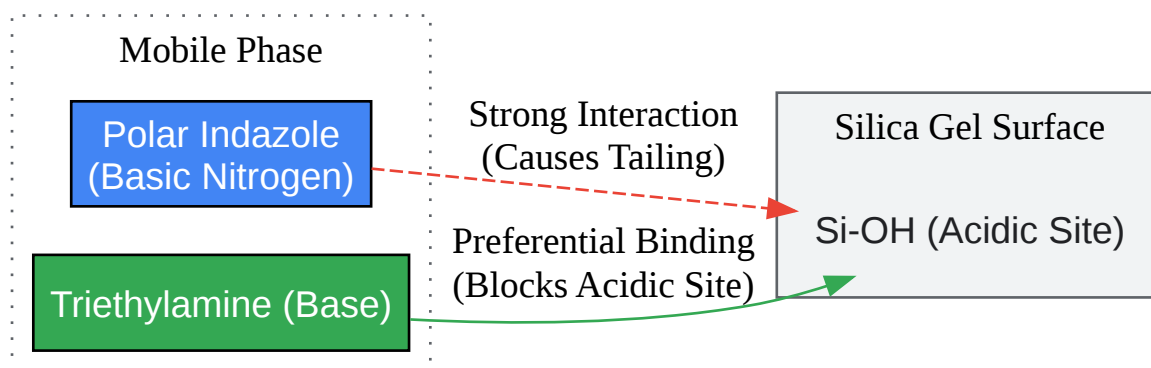 Mobile Phase
Polar Indazole
(Basic Nitrogen)
Triethylamine (Base)
Strong Interaction
(Causes Tailing)
Preferential Binding
(Blocks Acidic Site)
Silica Gel Surface
Si-OH (Acidic Site)